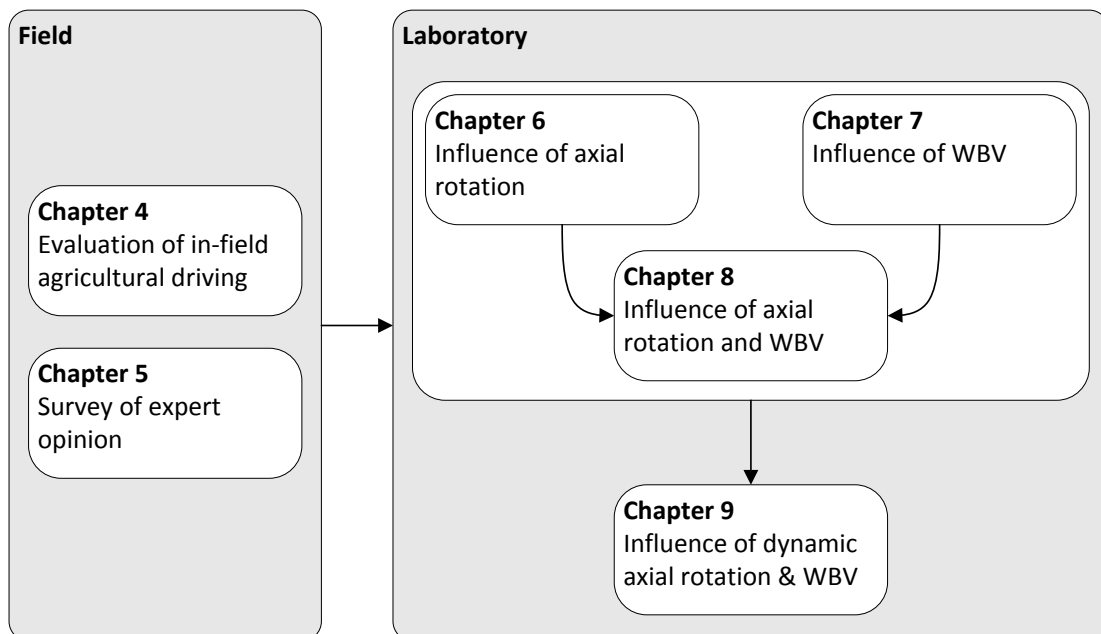 Field
Chapter 4
Evaluation of in-field
agricultural driving
Chapter 5
Survey of expert
opinion
Laboratory
Chapter 6
Influence of axial
rotation
Chapter 7
Influence of WBV
Chapter 8
Influence of axial
rotation and WBV
Chapter 9
Influence of dynamic
axial rotation & WBV